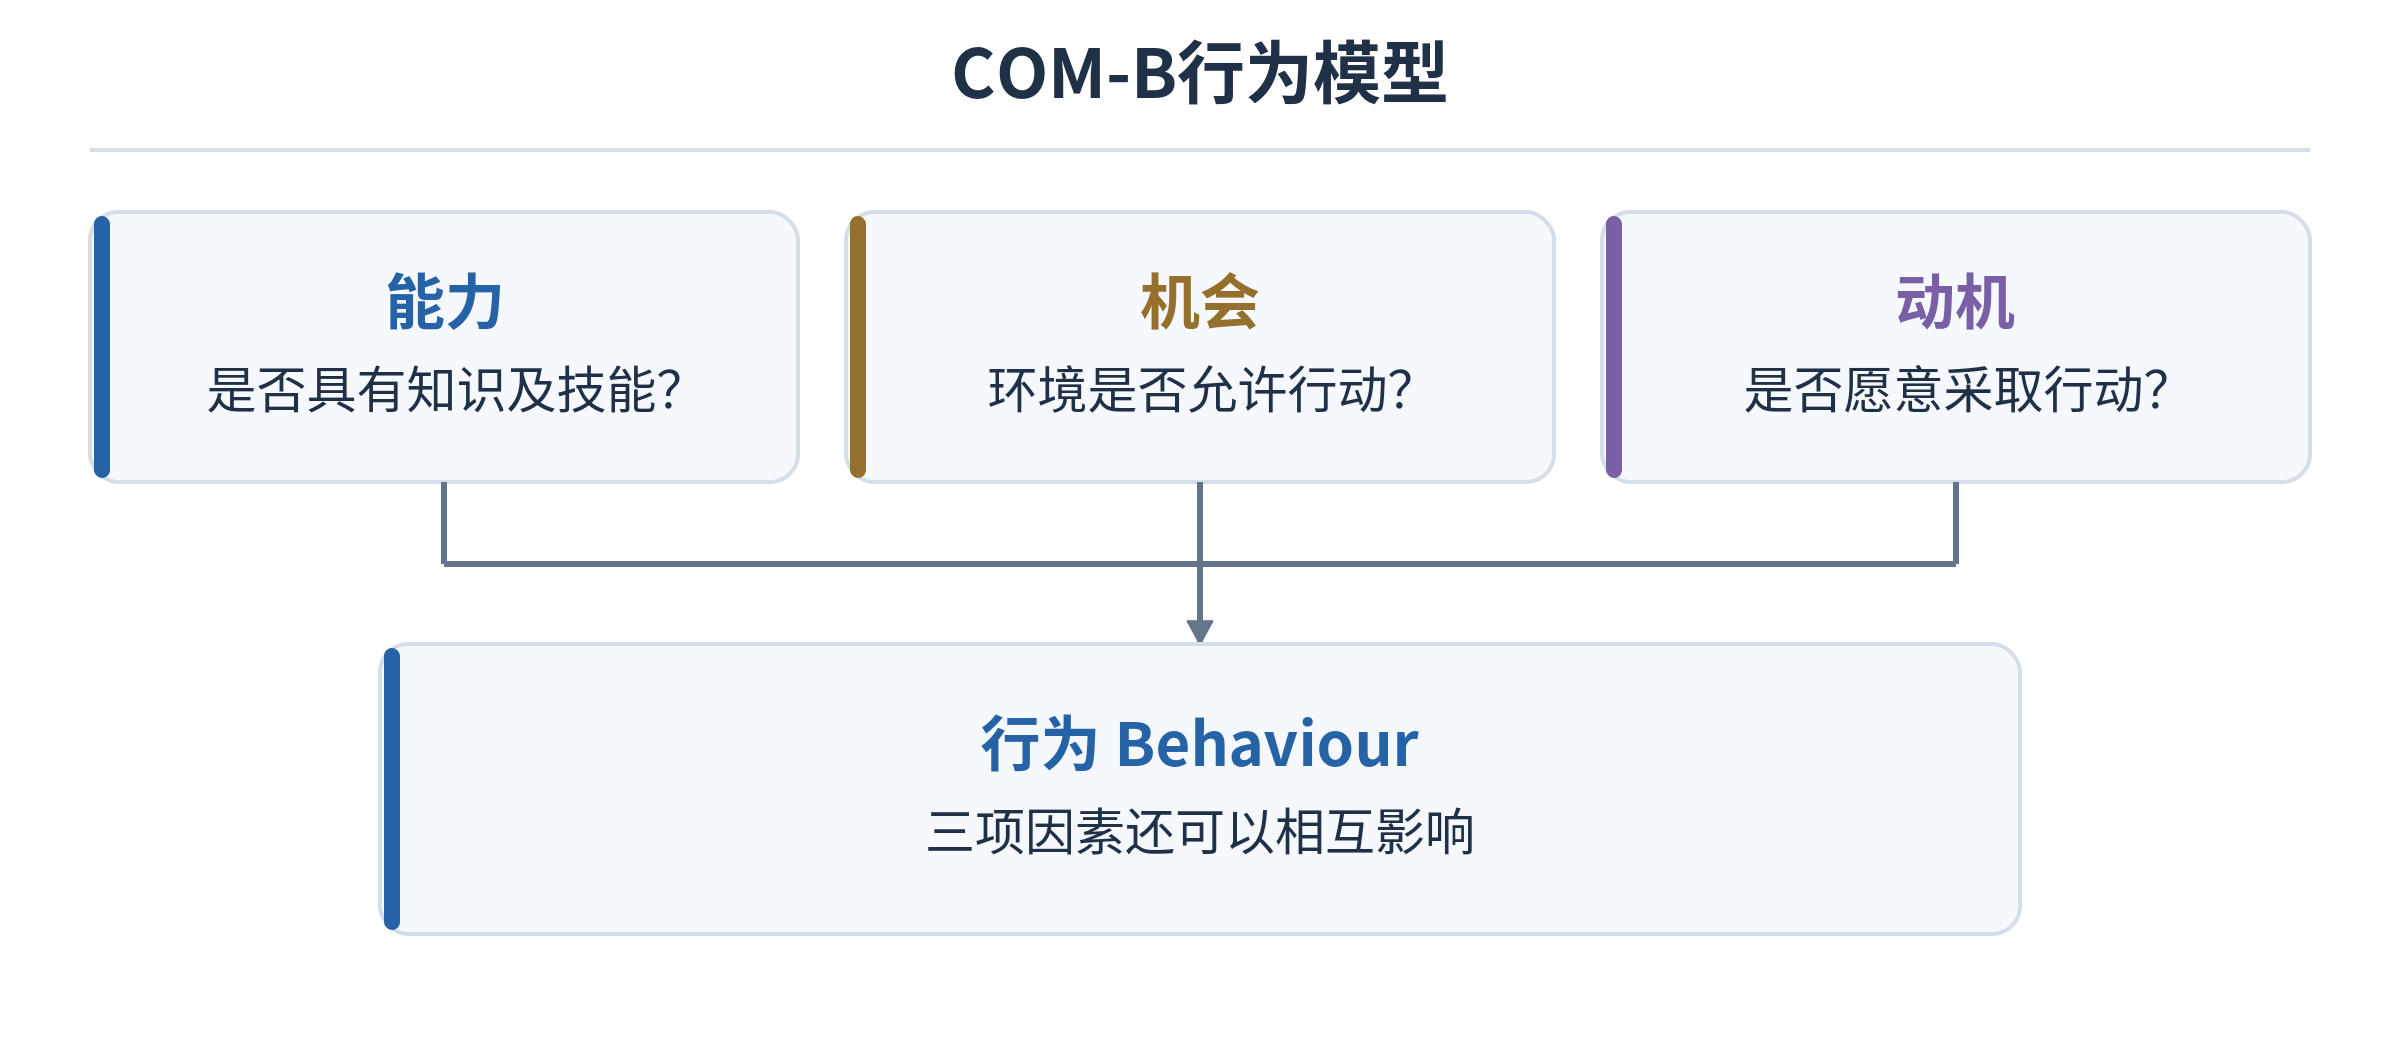 COM-B行为模型
能力
是否具有知识及技能？
机会
环境是否允许行动？
动机
是否愿意采取行动？
行为 Behaviour
三项因素还可以相互影响